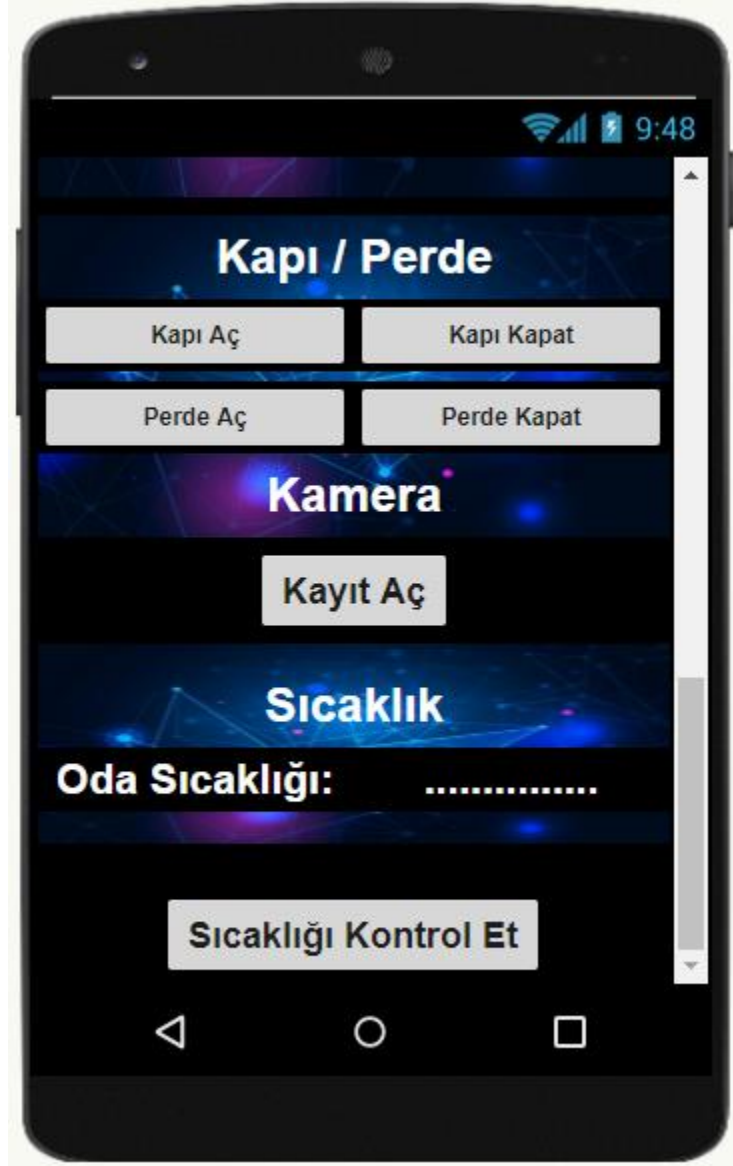 9:48
Kapı / Perde
Kapı Aç Kapı Kapat
Perde Aç Perde Kapat
Kamera
Kayıt Aç
Sıcaklık
Oda Sıcaklığı: ...............
Sıcaklığı Kontrol Et